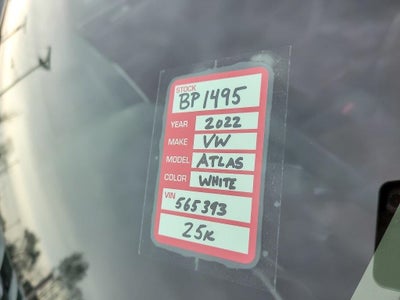 STOCK
BP1495
YEAR 2022
MAKE VW
MODEL ATLAS
COLOR WHITE
VIN 565393
25K